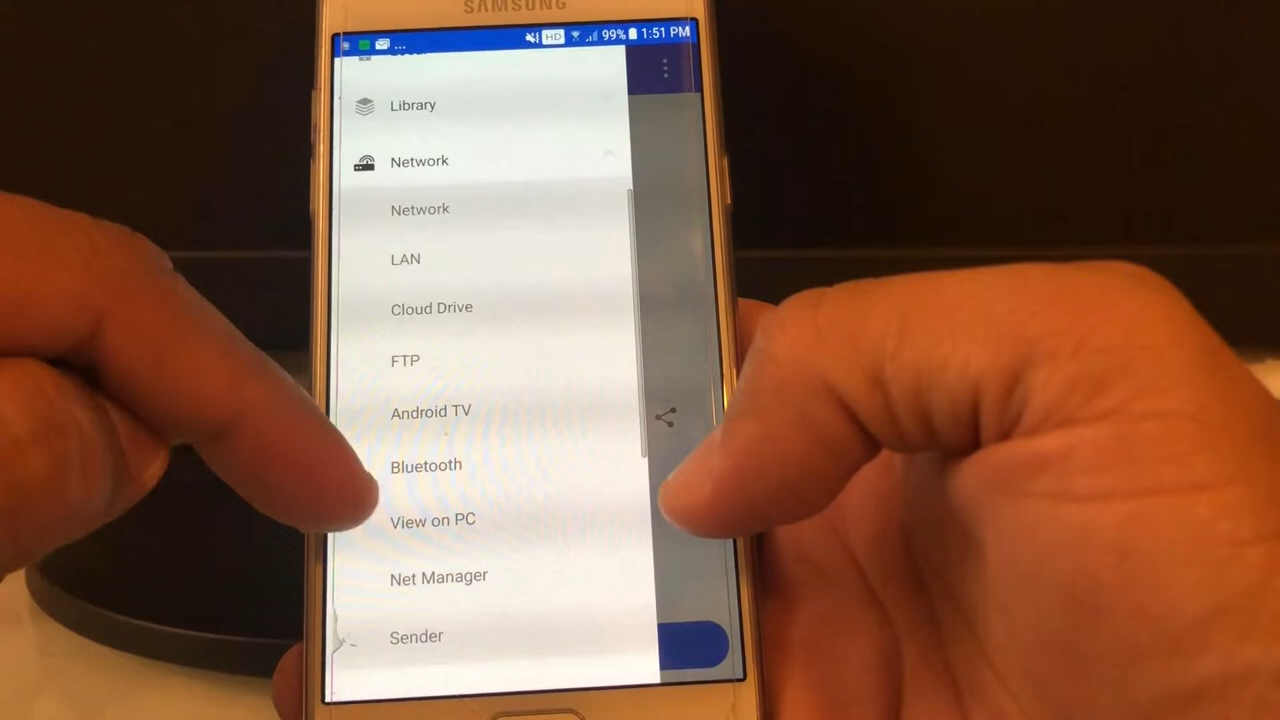 SAMSUNG
... HD 99% 1:51 PM
Library
Network
Network
LAN
Cloud Drive
FTP
Android TV
Bluetooth
View on PC
Net Manager
Sender